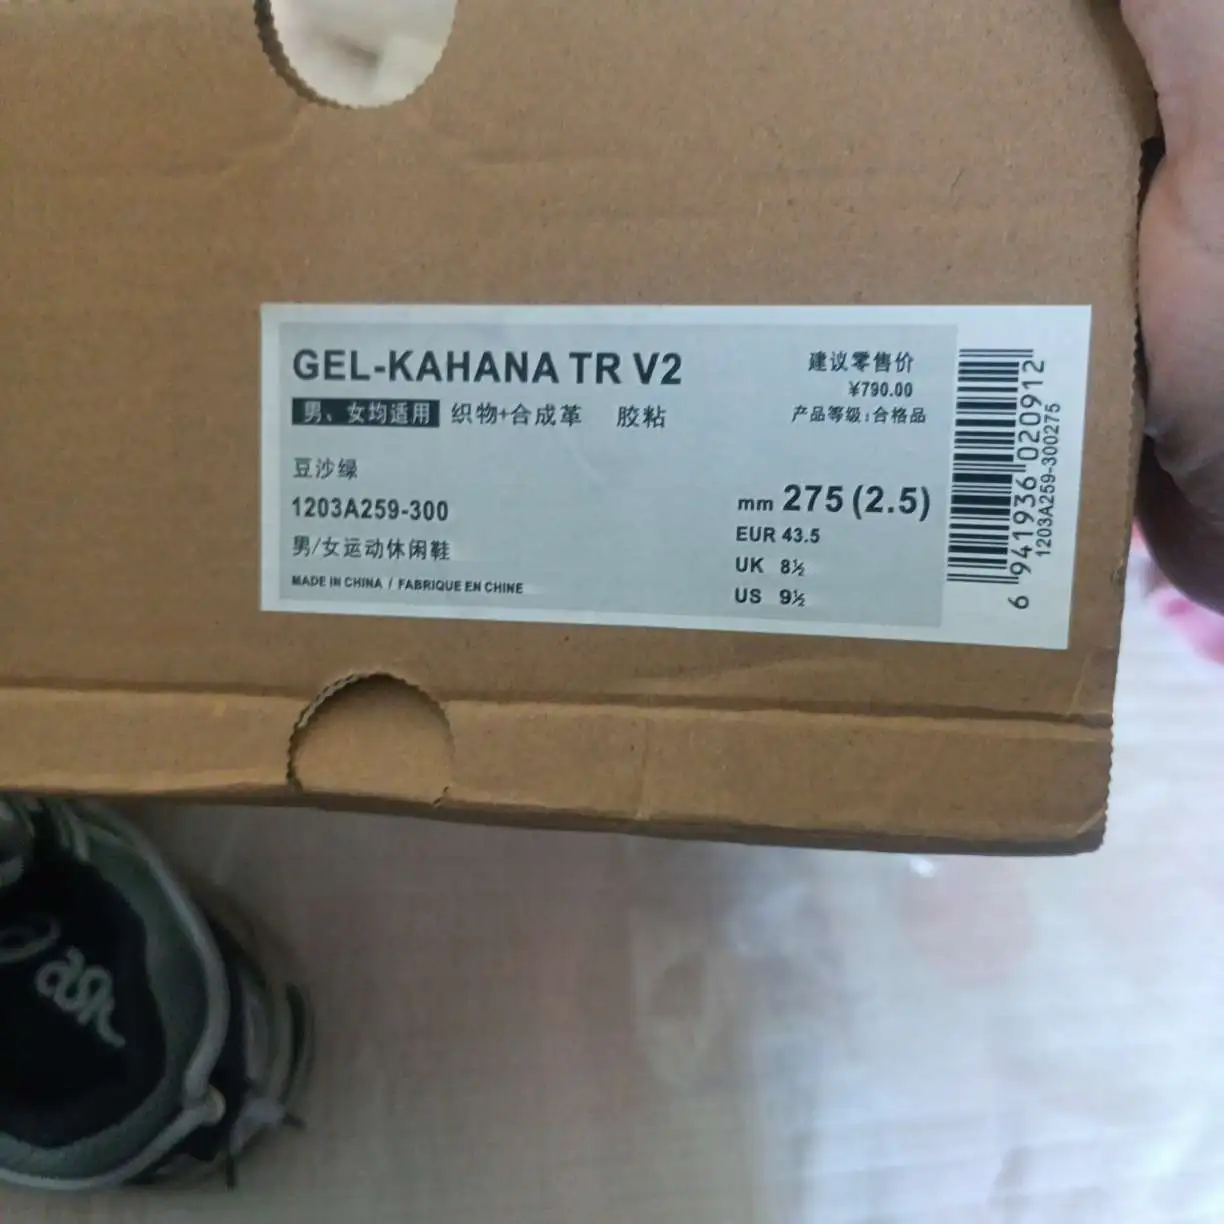 GEL-KAHANA TR V2
男、女均适用 织物+合成革 胶粘
豆沙绿
1203A259-300
男/女运动休闲鞋
MADE IN CHINA / FABRIQUE EN CHINE
建议零售价
¥790.00
产品等级:合格品
mm 275 (2.5)
EUR 43.5
UK 8½
US 9½
6 941936 020912
1203A259-300275